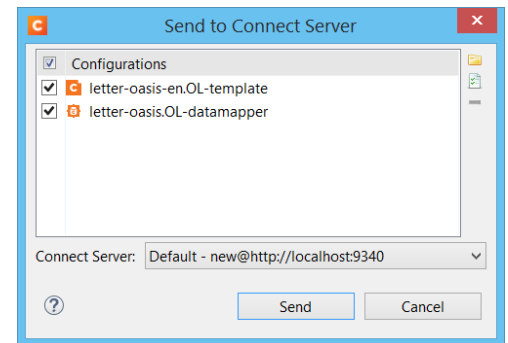 Send to Connect Server
Configurations
letter-oasis-en.OL-template
letter-oasis.OL-datamapper
Connect Server: Default - new@http://localhost:9340
Send Cancel